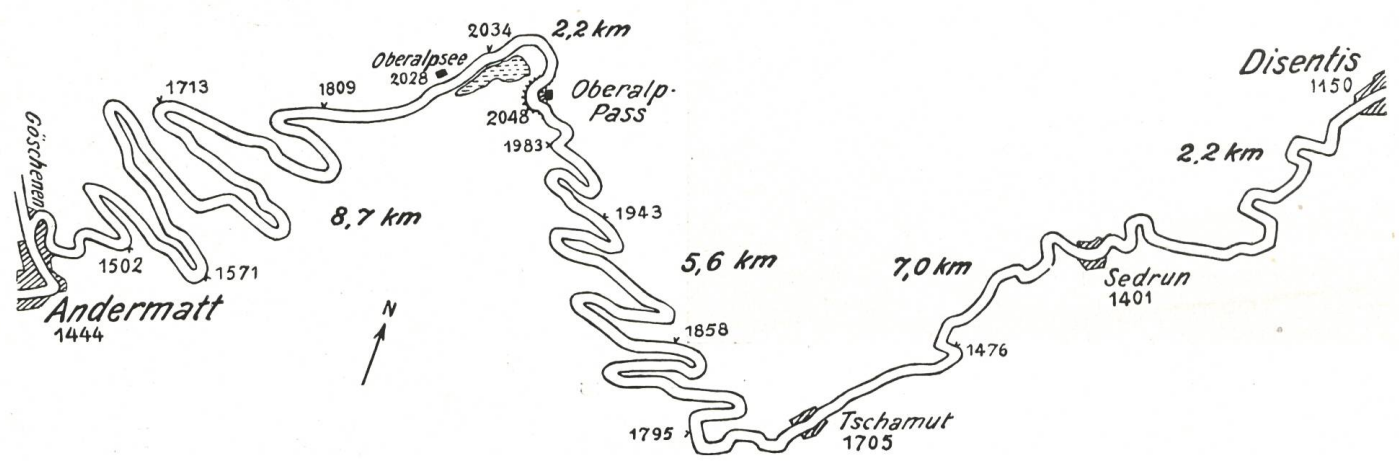 2034
2,2 km
Oberalpsee
2028
1713
1809
Oberalp-
Pass
2048
1983
Disentis
1150
Göschenen
2,2 km
8,7 km
1943
1502
1571
5,6 km
7,0 km
Sedrun
1401
Andermatt
1444
N
1858
1476
1795
Tschamut
1705